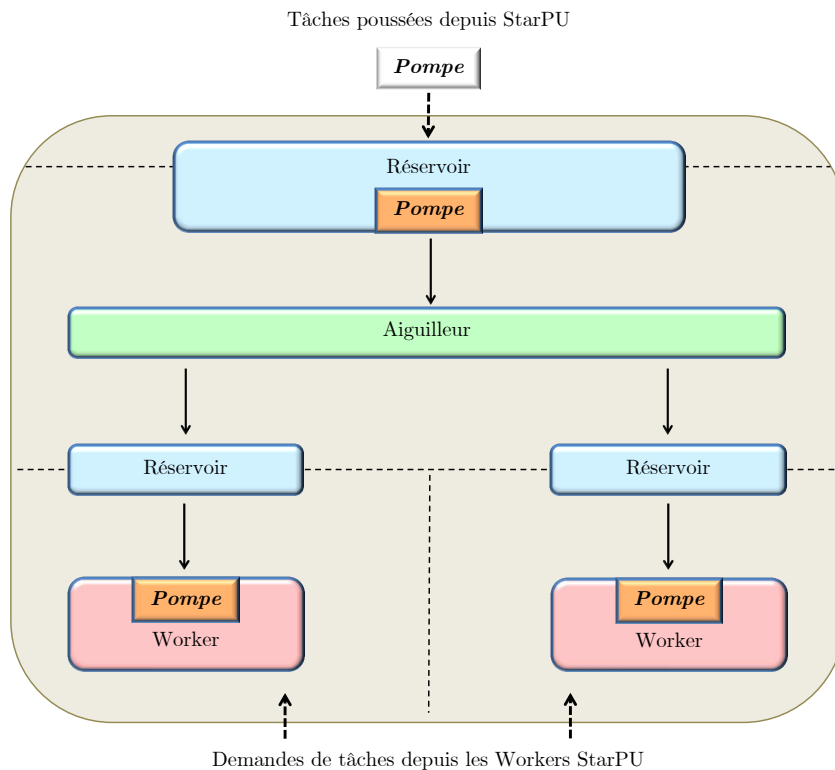 Tâches poussées depuis StarPU
Pompe
Réservoir
Pompe
Aiguilleur
Réservoir
Réservoir
Pompe
Pompe
Worker
Worker
Demandes de tâches depuis les Workers StarPU